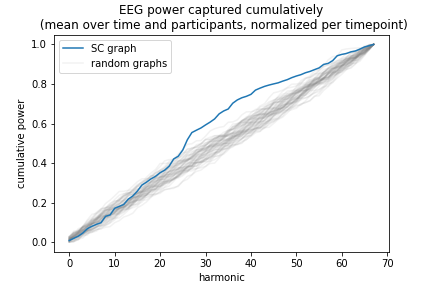 EEG power captured cumulatively
(mean over time and participants, normalized per timepoint)
SC graph
random graphs
cumulative power
1.0
0.8
0.6
0.4
0.2
0.0
0 10 20 30 40 50 60 70
harmonic